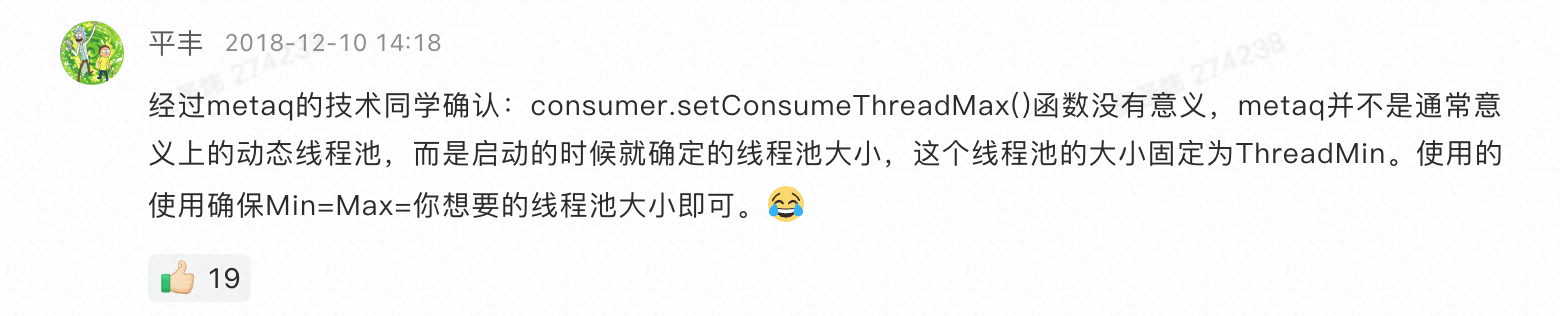 平丰 2018-12-10 14:18
经过metaq的技术同学确认：consumer.setConsumeThreadMax()函数没有意义，metaq并不是通常意
义上的动态线程池，而是启动的时候就确定的线程池大小，这个线程池的大小固定为ThreadMin。使用的
使用确保Min=Max=你想要的线程池大小即可。😂
👍 19
274238
274238